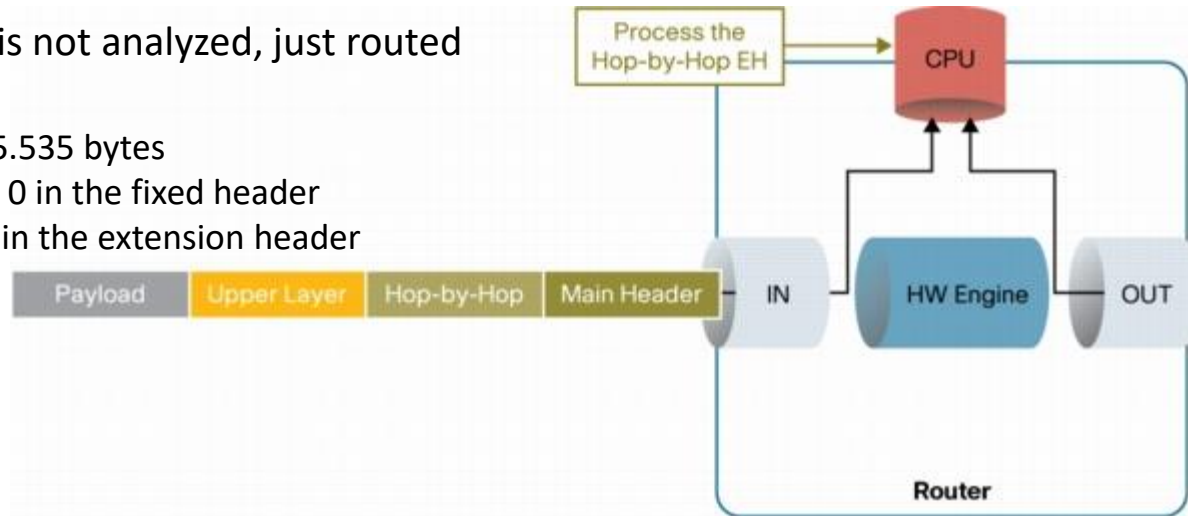 is not analyzed, just routed
5.535 bytes
0 in the fixed header
in the extension header
Process the
Hop-by-Hop EH
CPU
Payload
Upper Layer
Hop-by-Hop
Main Header
IN
HW Engine
OUT
Router